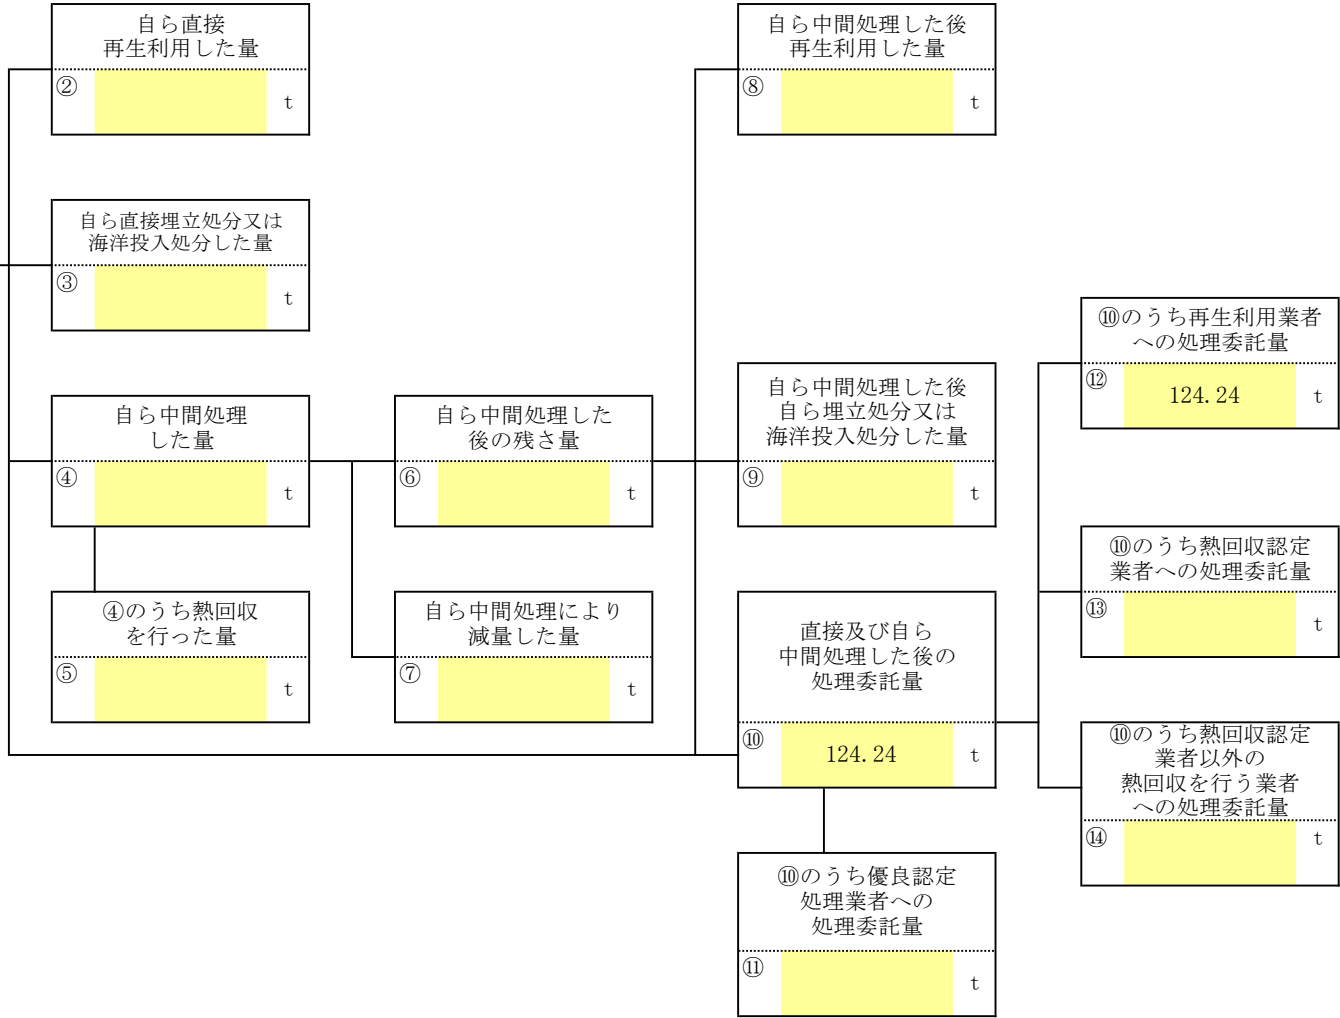 自ら直接
再生利用した量
②
t
自ら中間処理した後
再生利用した量
⑧
t
自ら直接埋立処分又は
海洋投入処分した量
③
t
⑩のうち再生利用業者
への処理委託量
⑫
124.24
t
自ら中間処理
した量
④
t
自ら中間処理した
後の残さ量
⑥
t
自ら中間処理した後
自ら埋立処分又は
海洋投入処分した量
⑨
t
⑩のうち熱回収認定
業者への処理委託量
⑬
t
④のうち熱回収
を行った量
⑤
t
自ら中間処理により
減量した量
⑦
t
直接及び自ら
中間処理した後の
処理委託量
⑩
124.24
t
⑩のうち熱回収認定
業者以外の
熱回収を行う業者
への処理委託量
⑭
t
⑩のうち優良認定
処理業者への
処理委託量
⑪
t